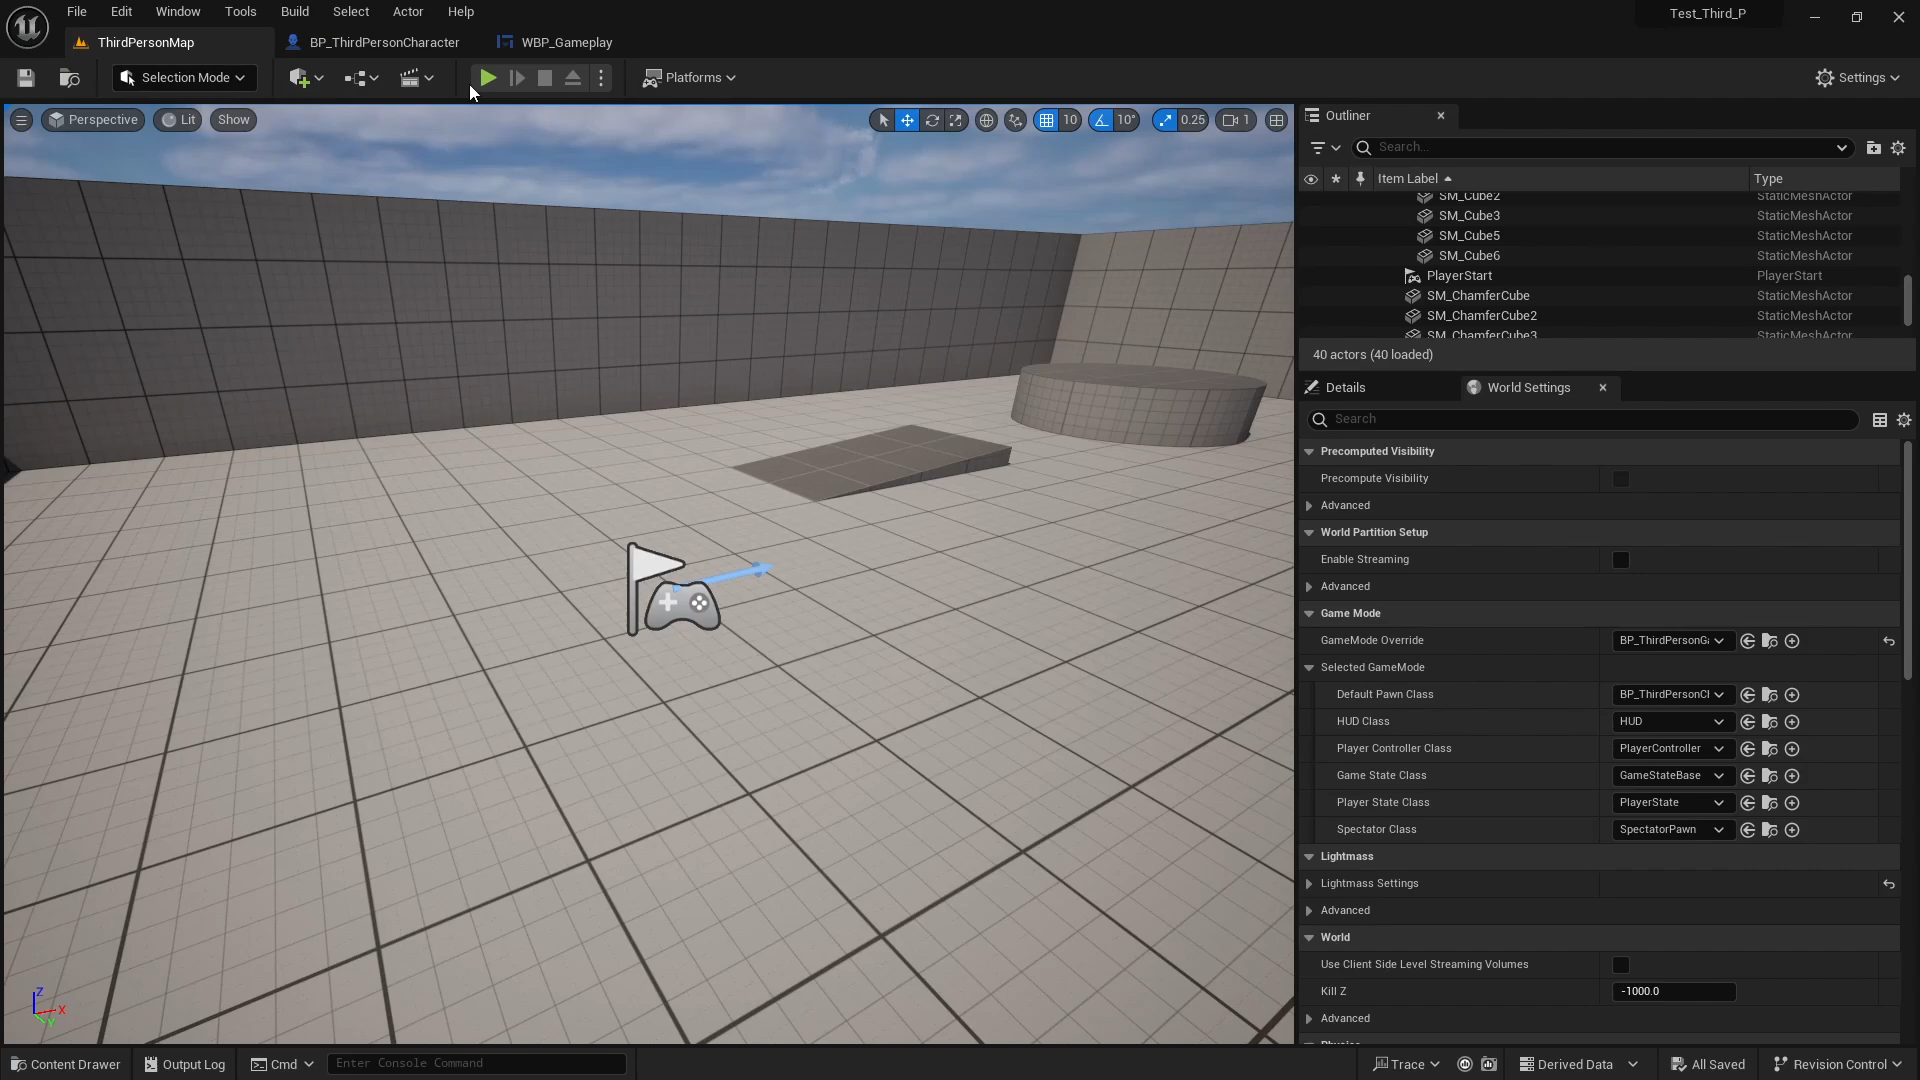 File Edit Window Tools Build Select Actor Help
Test_Third_P
ThirdPersonMap BP_ThirdPersonCharacter WBP_Gameplay
Selection Mode Platforms Settings
Perspective Lit Show 10 10° 0.25 1
Outliner
Search...
Item Label Type
SM_Cube2 StaticMeshActor
SM_Cube3 StaticMeshActor
SM_Cube5 StaticMeshActor
SM_Cube6 StaticMeshActor
PlayerStart PlayerStart
SM_ChamferCube StaticMeshActor
SM_ChamferCube2 StaticMeshActor
SM_ChamferCube3 StaticMeshActor
40 actors (40 loaded)
Details World Settings
Search
Precomputed Visibility
Precompute Visibility
Advanced
World Partition Setup
Enable Streaming
Advanced
Game Mode
GameMode Override BP_ThirdPersonGa
Selected GameMode
Default Pawn Class BP_ThirdPersonCl
HUD Class HUD
Player Controller Class PlayerController
Game State Class GameStateBase
Player State Class PlayerState
Spectator Class SpectatorPawn
Lightmass
Lightmass Settings
Advanced
World
Use Client Side Level Streaming Volumes
Kill Z -1000.0
Advanced
Z
X
Y
Content Drawer Output Log Cmd Enter Console Command Trace Derived Data All Saved Revision Control